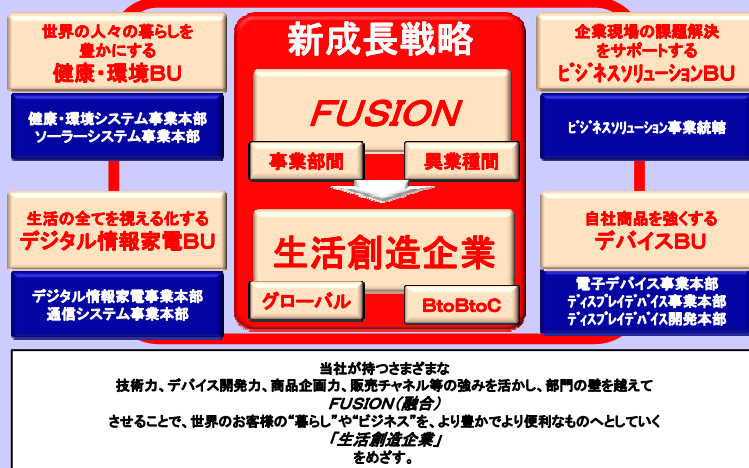 世界の人々の暮らしを
豊かにする
健康・環境BU
健康・環境システム事業本部
ソーラーシステム事業本部
生活の全てを視える化する
デジタル情報家電BU
デジタル情報家電事業本部
通信システム事業本部
新成長戦略
FUSION
事業部間
異業種間
生活創造企業
グローバル
BtoBtoC
企業現場の課題解決
をサポートする
ﾋﾞｼﾞﾈｽｿﾘｭｰｼｮﾝBU
ﾋﾞｼﾞﾈｽｿﾘｭｰｼｮﾝ事業統轄
自社商品を強くする
デバイスBU
電子デバイス事業本部
ﾃﾞｨｽﾌﾟﾚｲﾃﾞﾊﾞｲｽ事業本部
ﾃﾞｨｽﾌﾟﾚｲﾃﾞﾊﾞｲｽ開発本部
当社が持つさまざまな
技術力、デバイス開発力、商品企画力、販売チャネル等の強みを活かし、部門の壁を越えて
FUSION(融合)
させることで、世界のお客様の“暮らし”や“ビジネス”を、より豊かでより便利なものへとしていく
「生活創造企業」
をめざす。